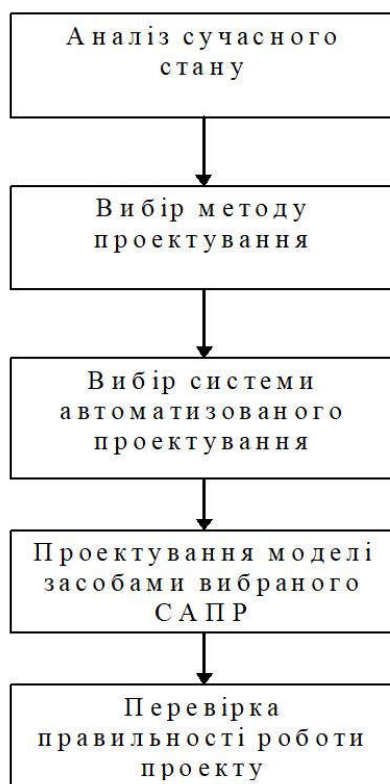 Аналіз сучасного
стану
Вибір методу
проектування
Вибір системи
автоматизованого
проектування
Проектування моделі
засобами вибраного
САПР
Перевірка
правильності роботи
проекту